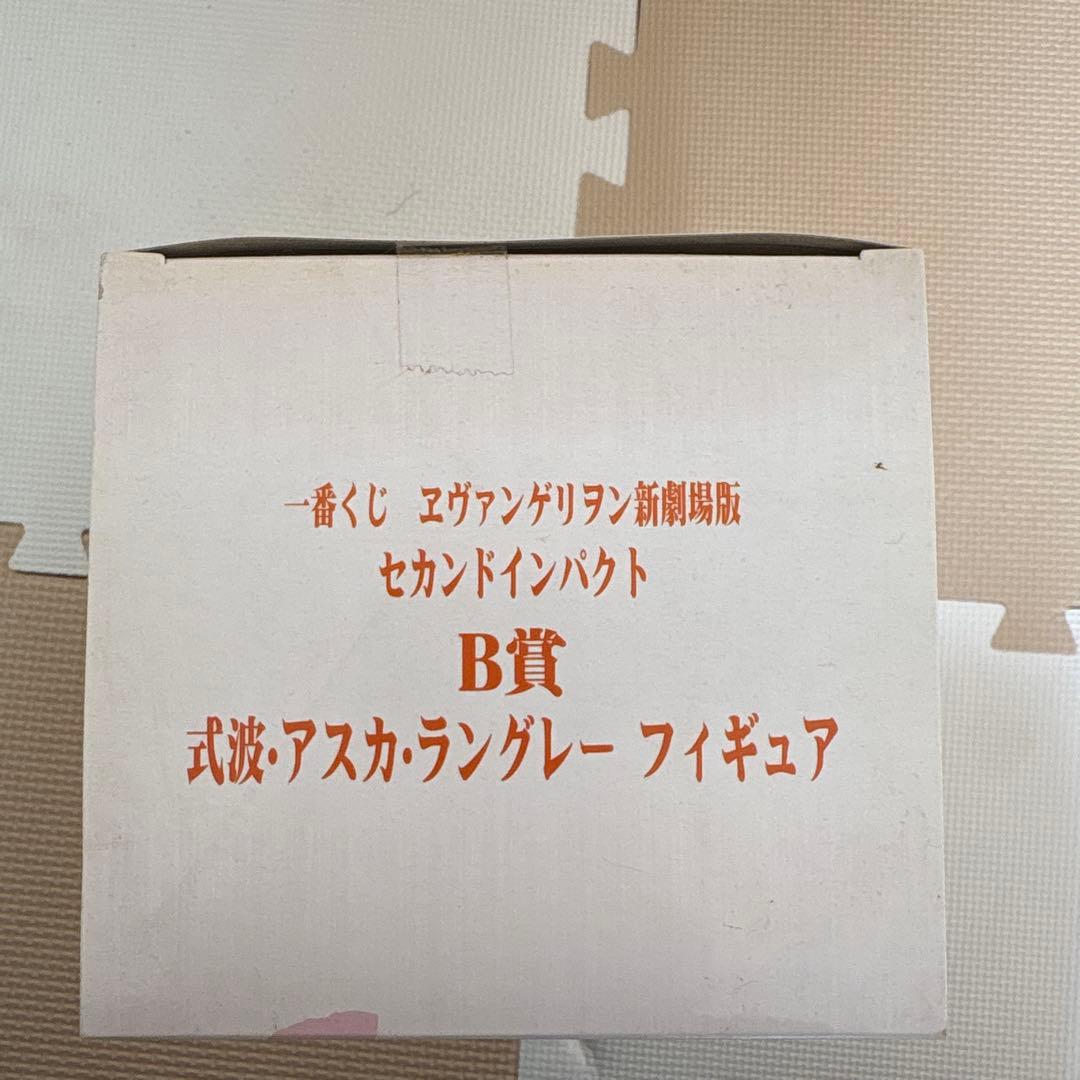 一番くじ ヱヴァンゲリヲン新劇場版
セカンドインパクト
B賞
式波・アスカ・ラングレー フィギュア